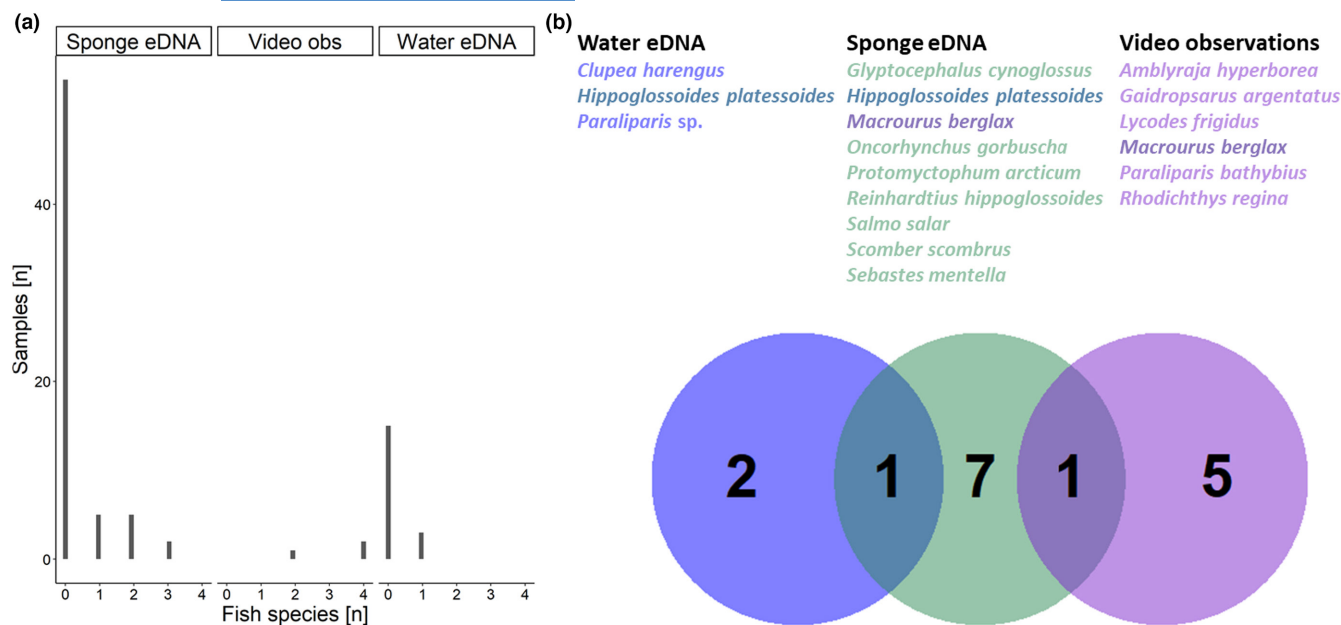 (a)
Sponge eDNA
Video obs
Water eDNA
Samples [n]
40
20
0
0 1 2 3 4
0 1 2 3 4
0 1 2 3 4
Fish species [n]
(b)
Water eDNA
Clupea harengus
Hippoglossoides platessoides
Paraliparis sp.
Sponge eDNA
Glyptocephalus cynoglossus
Hippoglossoides platessoides
Macrourus berglax
Oncorhynchus gorbuscha
Protomyctophum arcticum
Reinhardtius hippoglossoides
Salmo salar
Scomber scombrus
Sebastes mentella
Video observations
Amblyraja hyperborea
Gaidropsarus argentatus
Lycodes frigidus
Macrourus berglax
Paraliparis bathybius
Rhodichthys regina
2
1
7
1
5